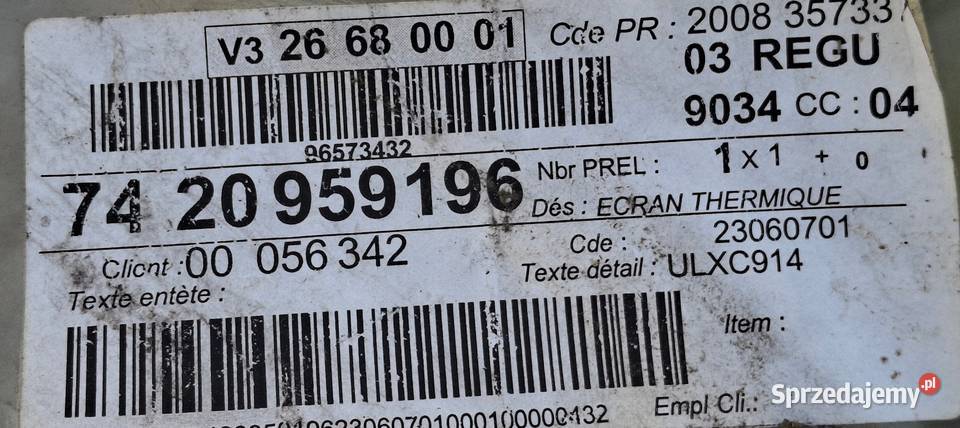 V3 26 68 00 01
Cde PR : 2008 35733
03 REGU
9034 CC : 04
96573432
74 20 959196
Nbr PREL : 1 x 1 + 0
Dés : ECRAN THERMIQUE
Client : 00 056 342
Cde : 23060701
Texte détail : ULXC914
Texte entète :
Item :
Empl Cli.:
Sprzedajemy.pl